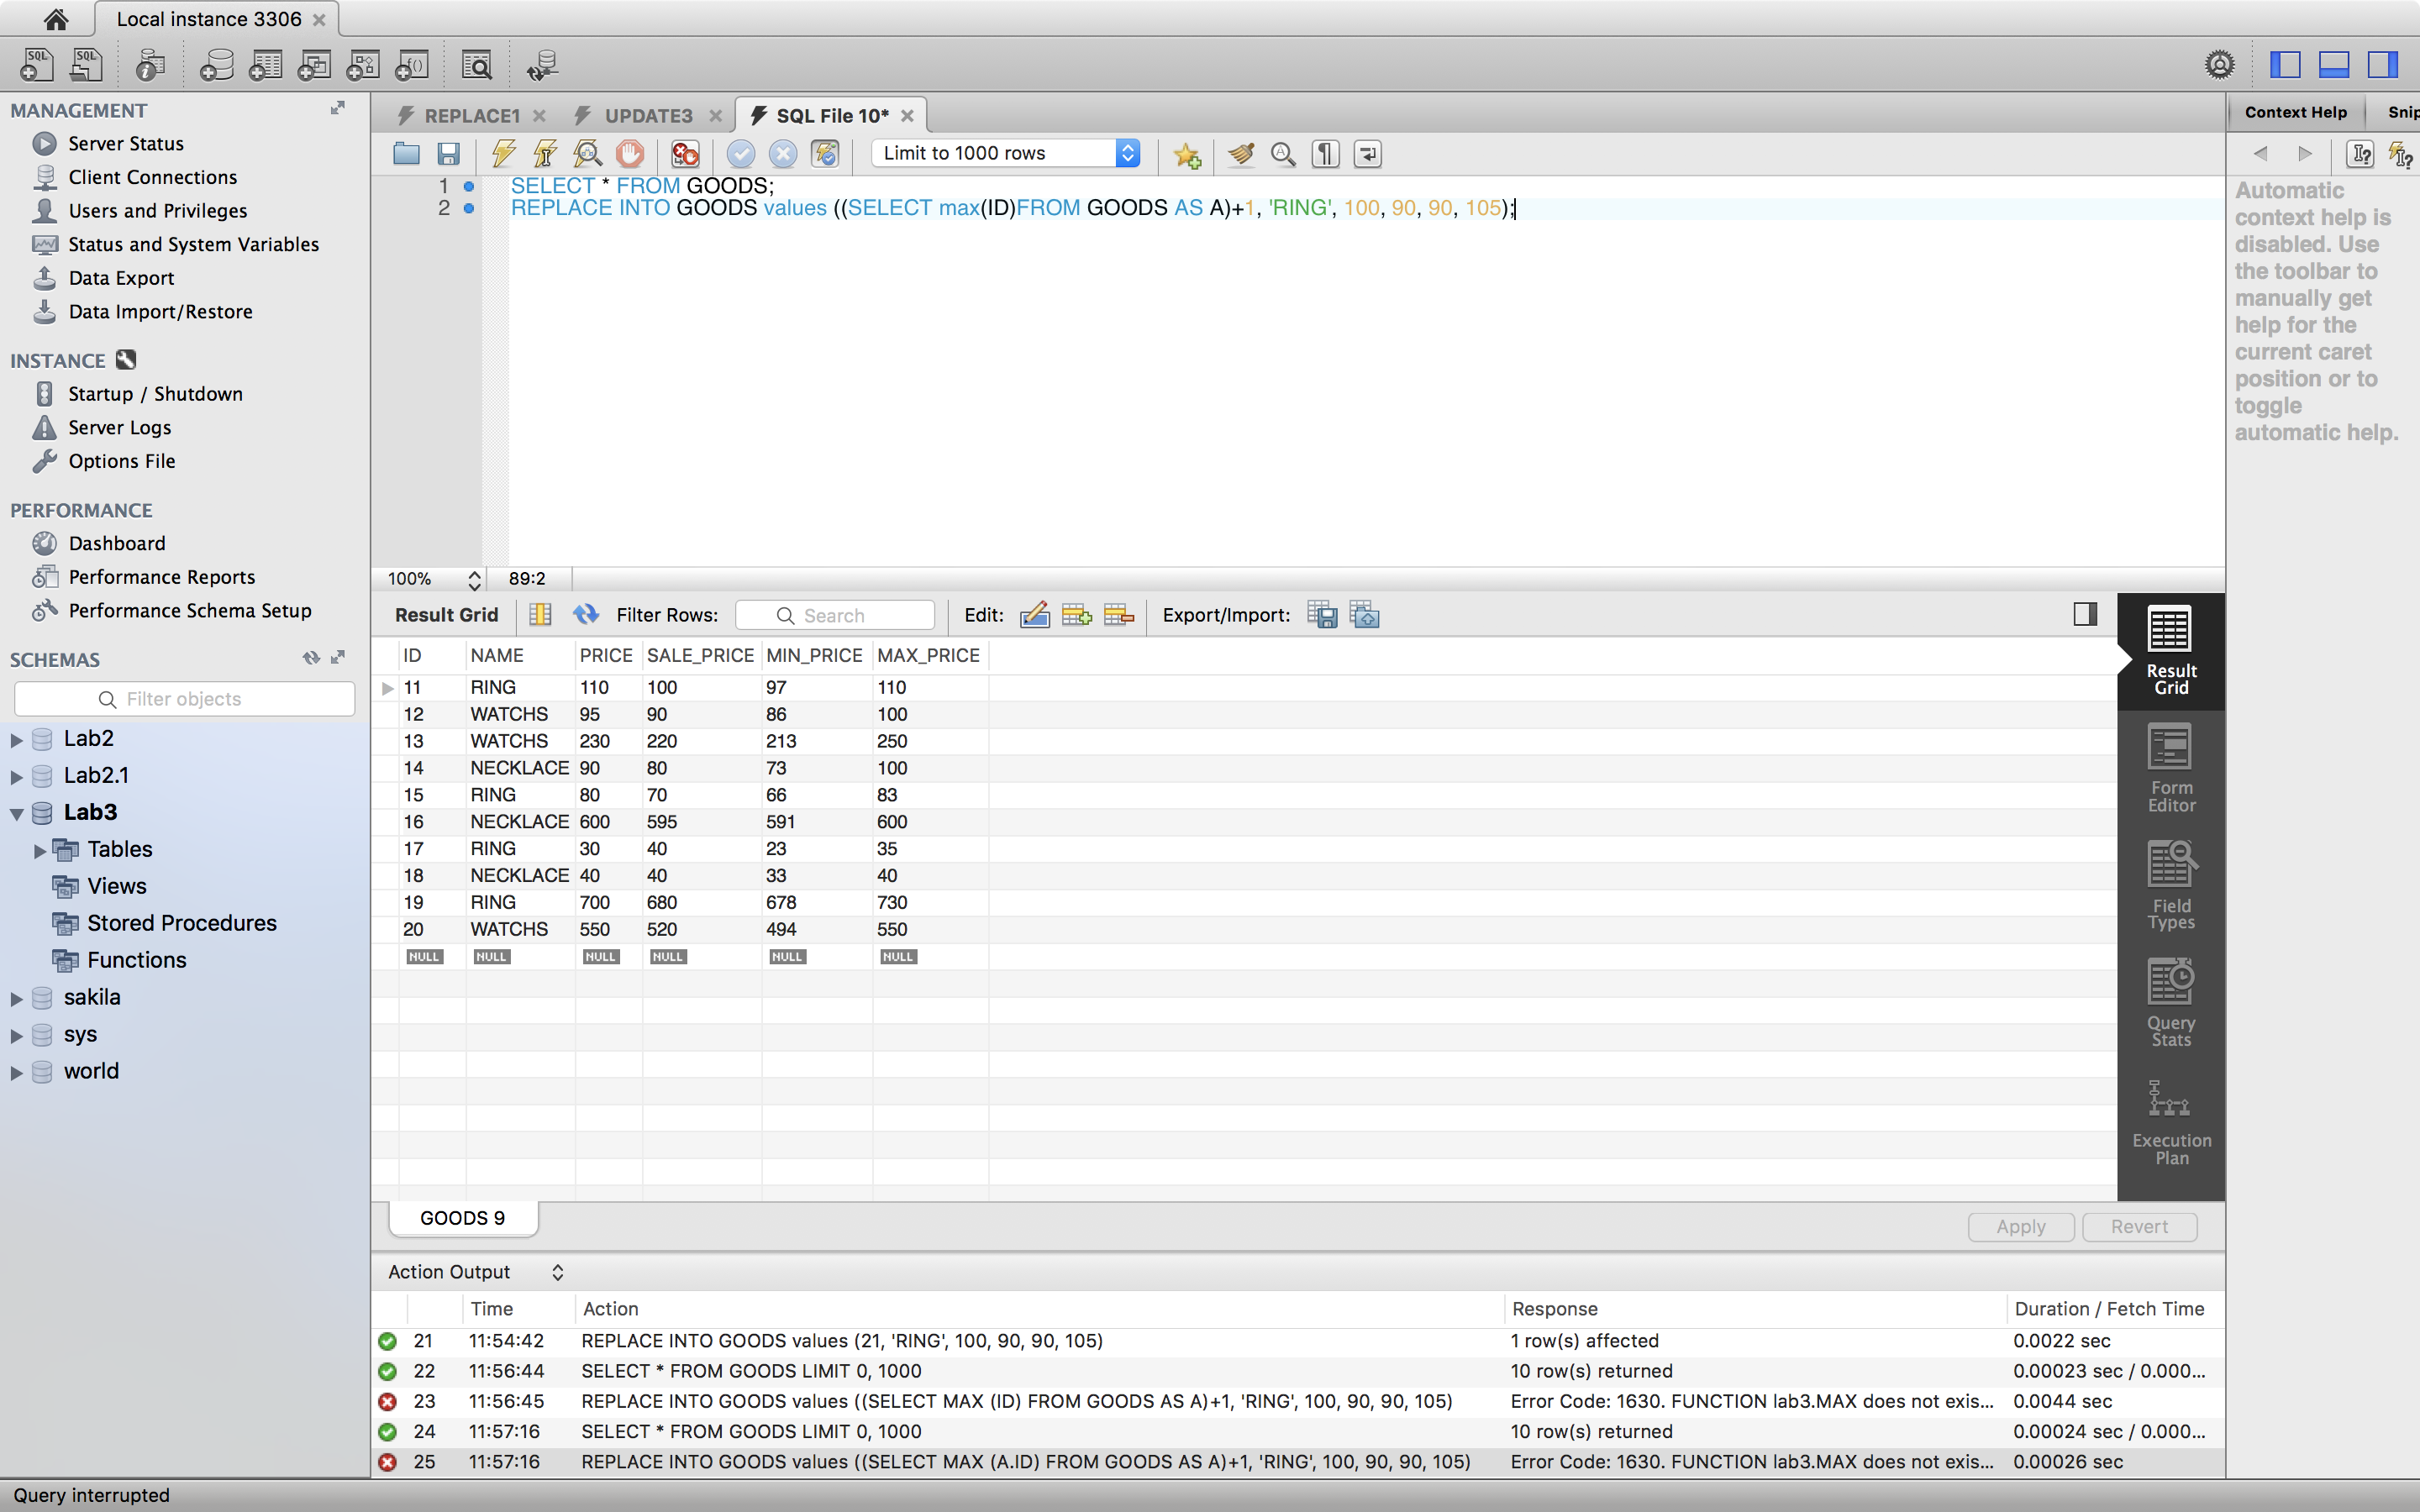 Local instance 3306
MANAGEMENT
Server Status
Client Connections
Users and Privileges
Status and System Variables
Data Export
Data Import/Restore
INSTANCE
Startup / Shutdown
Server Logs
Options File
PERFORMANCE
Dashboard
Performance Reports
Performance Schema Setup
SCHEMAS
Filter objects
Lab2
Lab2.1
Lab3
Tables
Views
Stored Procedures
Functions
sakila
sys
world
REPLACE1
UPDATE3
SQL File 10*
Limit to 1000 rows
1 SELECT * FROM GOODS;
2 REPLACE INTO GOODS values ((SELECT max(ID)FROM GOODS AS A)+1, 'RING', 100, 90, 90, 105);
100% 89:2
Result Grid Filter Rows: Search Edit: Export/Import:
ID NAME PRICE SALE_PRICE MIN_PRICE MAX_PRICE
11 RING 110 100 97 110
12 WATCHS 95 90 86 100
13 WATCHS 230 220 213 250
14 NECKLACE 90 80 73 100
15 RING 80 70 66 83
16 NECKLACE 600 595 591 600
17 RING 30 40 23 35
18 NECKLACE 40 40 33 40
19 RING 700 680 678 730
20 WATCHS 550 520 494 550
NULL NULL NULL NULL NULL NULL
Result
Grid
Form
Editor
Field
Types
Query
Stats
Execution
Plan
GOODS 9
Apply Revert
Action Output
Time Action Response Duration / Fetch Time
21 11:54:42 REPLACE INTO GOODS values (21, 'RING', 100, 90, 90, 105) 1 row(s) affected 0.0022 sec
22 11:56:44 SELECT * FROM GOODS LIMIT 0, 1000 10 row(s) returned 0.00023 sec / 0.000...
23 11:56:45 REPLACE INTO GOODS values ((SELECT MAX (ID) FROM GOODS AS A)+1, 'RING', 100, 90, 90, 105) Error Code: 1630. FUNCTION lab3.MAX does not exis... 0.0044 sec
24 11:57:16 SELECT * FROM GOODS LIMIT 0, 1000 10 row(s) returned 0.00024 sec / 0.000...
25 11:57:16 REPLACE INTO GOODS values ((SELECT MAX (A.ID) FROM GOODS AS A)+1, 'RING', 100, 90, 90, 105) Error Code: 1630. FUNCTION lab3.MAX does not exis... 0.00026 sec
Context Help Snip
Automatic
context help is
disabled. Use
the toolbar to
manually get
help for the
current caret
position or to
toggle
automatic help.
Query interrupted